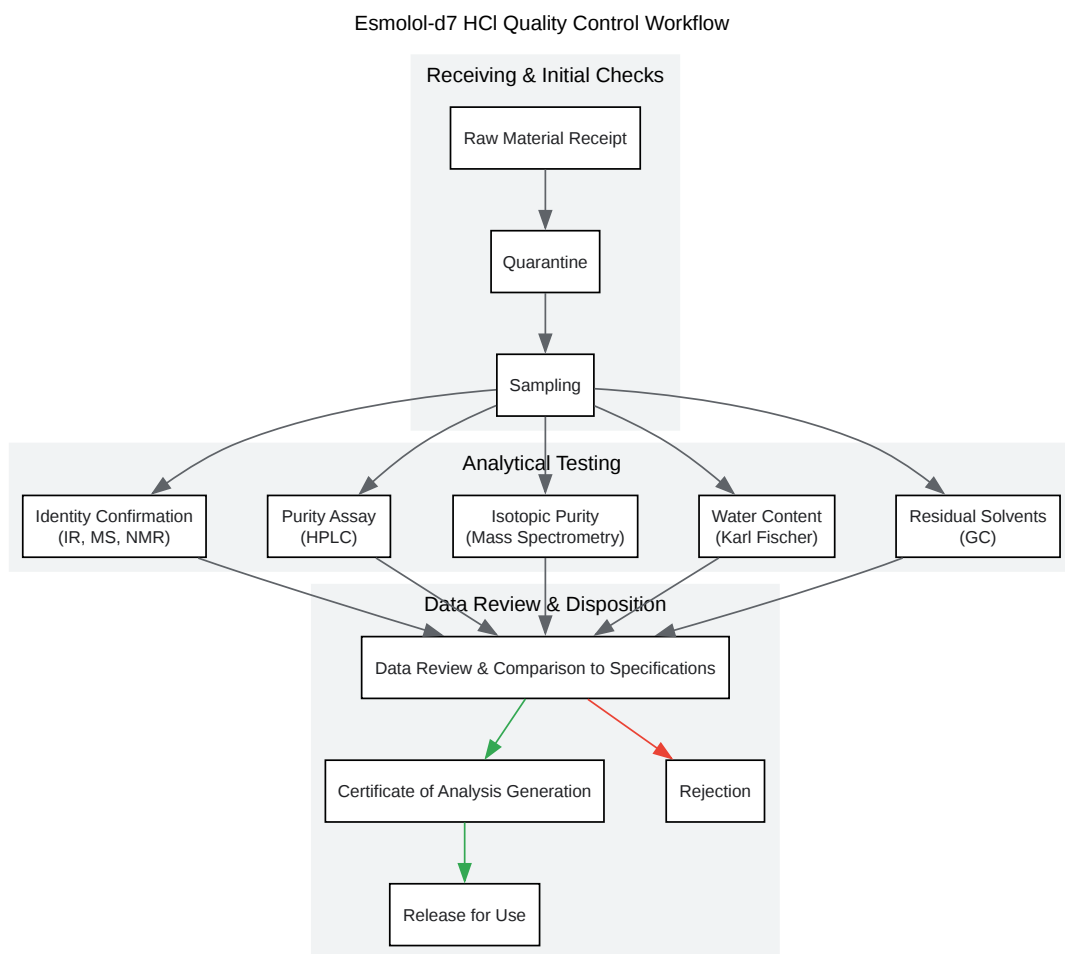 Esmolol-d7 HCl Quality Control Workflow
Receiving & Initial Checks
Raw Material Receipt
Quarantine
Sampling
Analytical Testing
Identity Confirmation
(IR, MS, NMR)
Purity Assay
(HPLC)
Isotopic Purity
(Mass Spectrometry)
Water Content
(Karl Fischer)
Residual Solvents
(GC)
Data Review & Disposition
Data Review & Comparison to Specifications
Certificate of Analysis Generation
Rejection
Release for Use